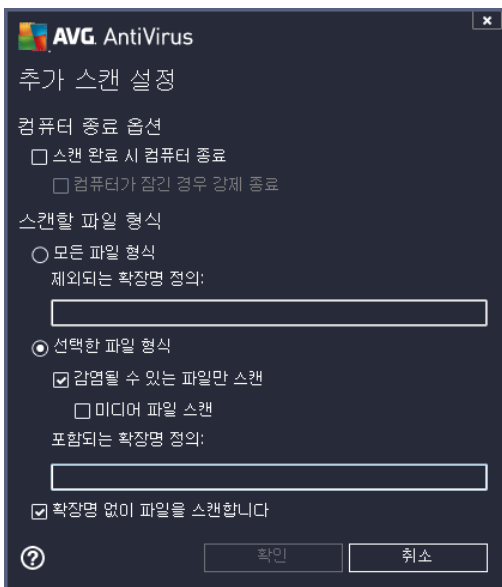 AVG. AntiVirus
추가 스캔 설정
컴퓨터 종료 옵션
스캔 완료 시 컴퓨터 종료
컴퓨터가 잠긴 경우 강제 종료
스캔할 파일 형식
모든 파일 형식
제외되는 확장명 정의:
선택한 파일 형식
감염될 수 있는 파일만 스캔
미디어 파일 스캔
포함되는 확장명 정의:
확장명 없이 파일을 스캔합니다
확인
취소